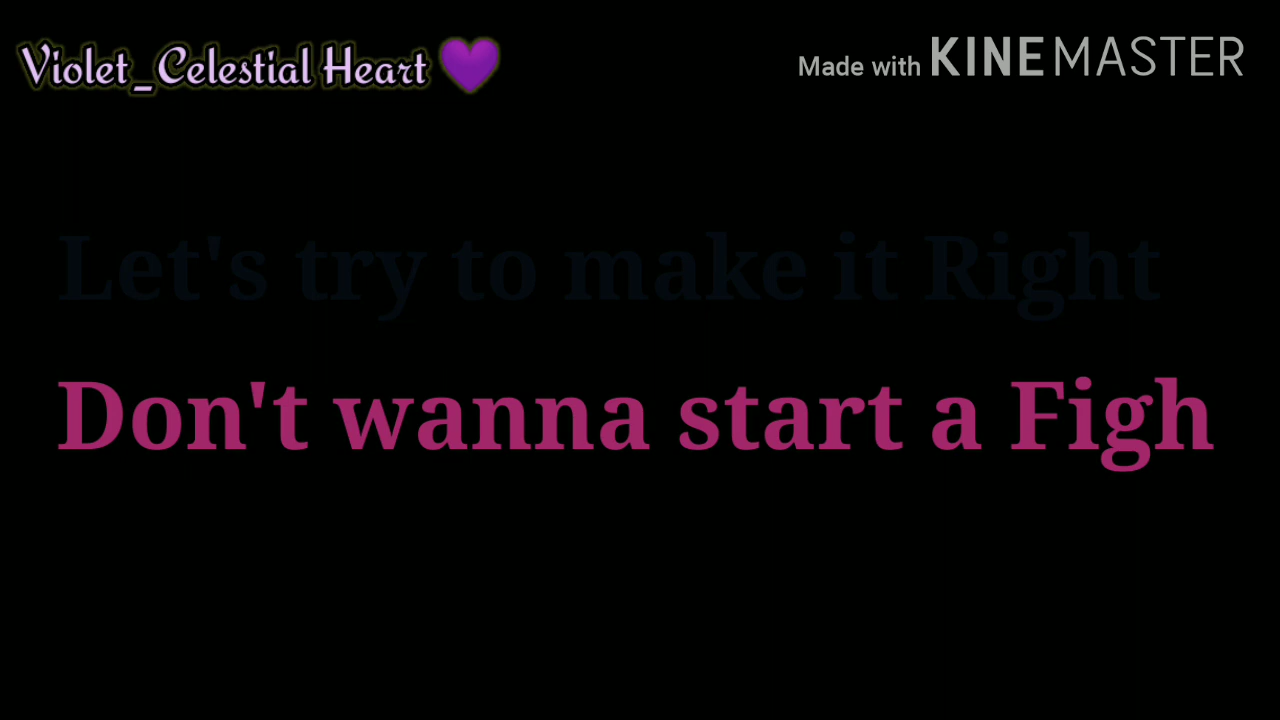 Violet_Celestial Heart 💜
Made with KINEMASTER
Let's try to make it Right
Don't wanna start a Figh